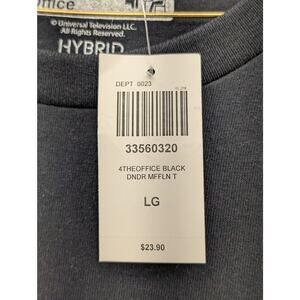 Office
© Universal Television LLC.
All Rights Reserved.
HYBRID
DEPT 0023
33560320
4THEOFFICE BLACK
DNDR MFFLN T
LG
$23.90